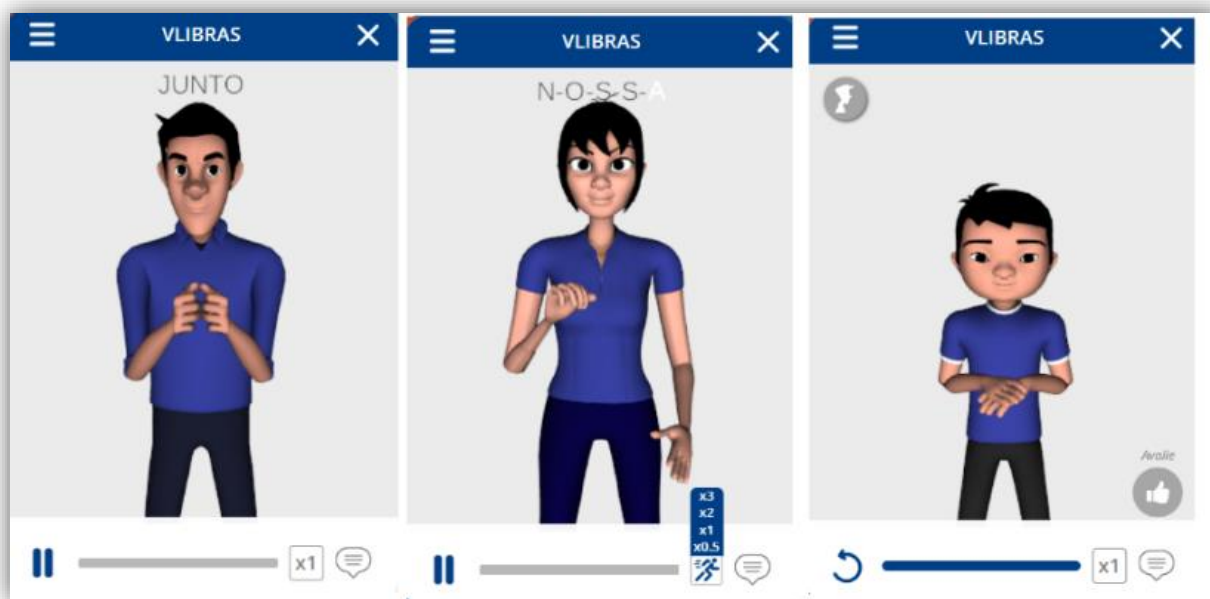 VLIBRAS
JUNTO
x1
VLIBRAS
N-O-S-S-A
x3
x2
x1
x0.5
VLIBRAS
Avalie
x1